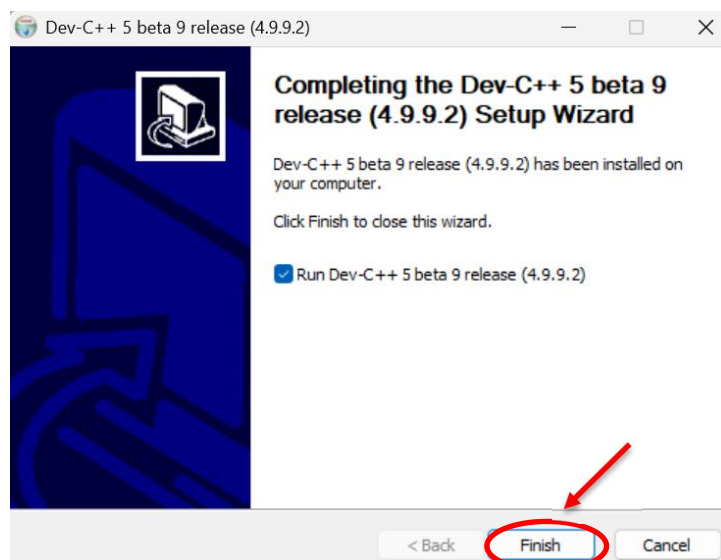 Dev-C++ 5 beta 9 release (4.9.9.2)
Completing the Dev-C++ 5 beta 9
release (4.9.9.2) Setup Wizard
Dev-C++ 5 beta 9 release (4.9.9.2) has been installed on
your computer.
Click Finish to close this wizard.
Run Dev-C++ 5 beta 9 release (4.9.9.2)
< Back
Finish
Cancel